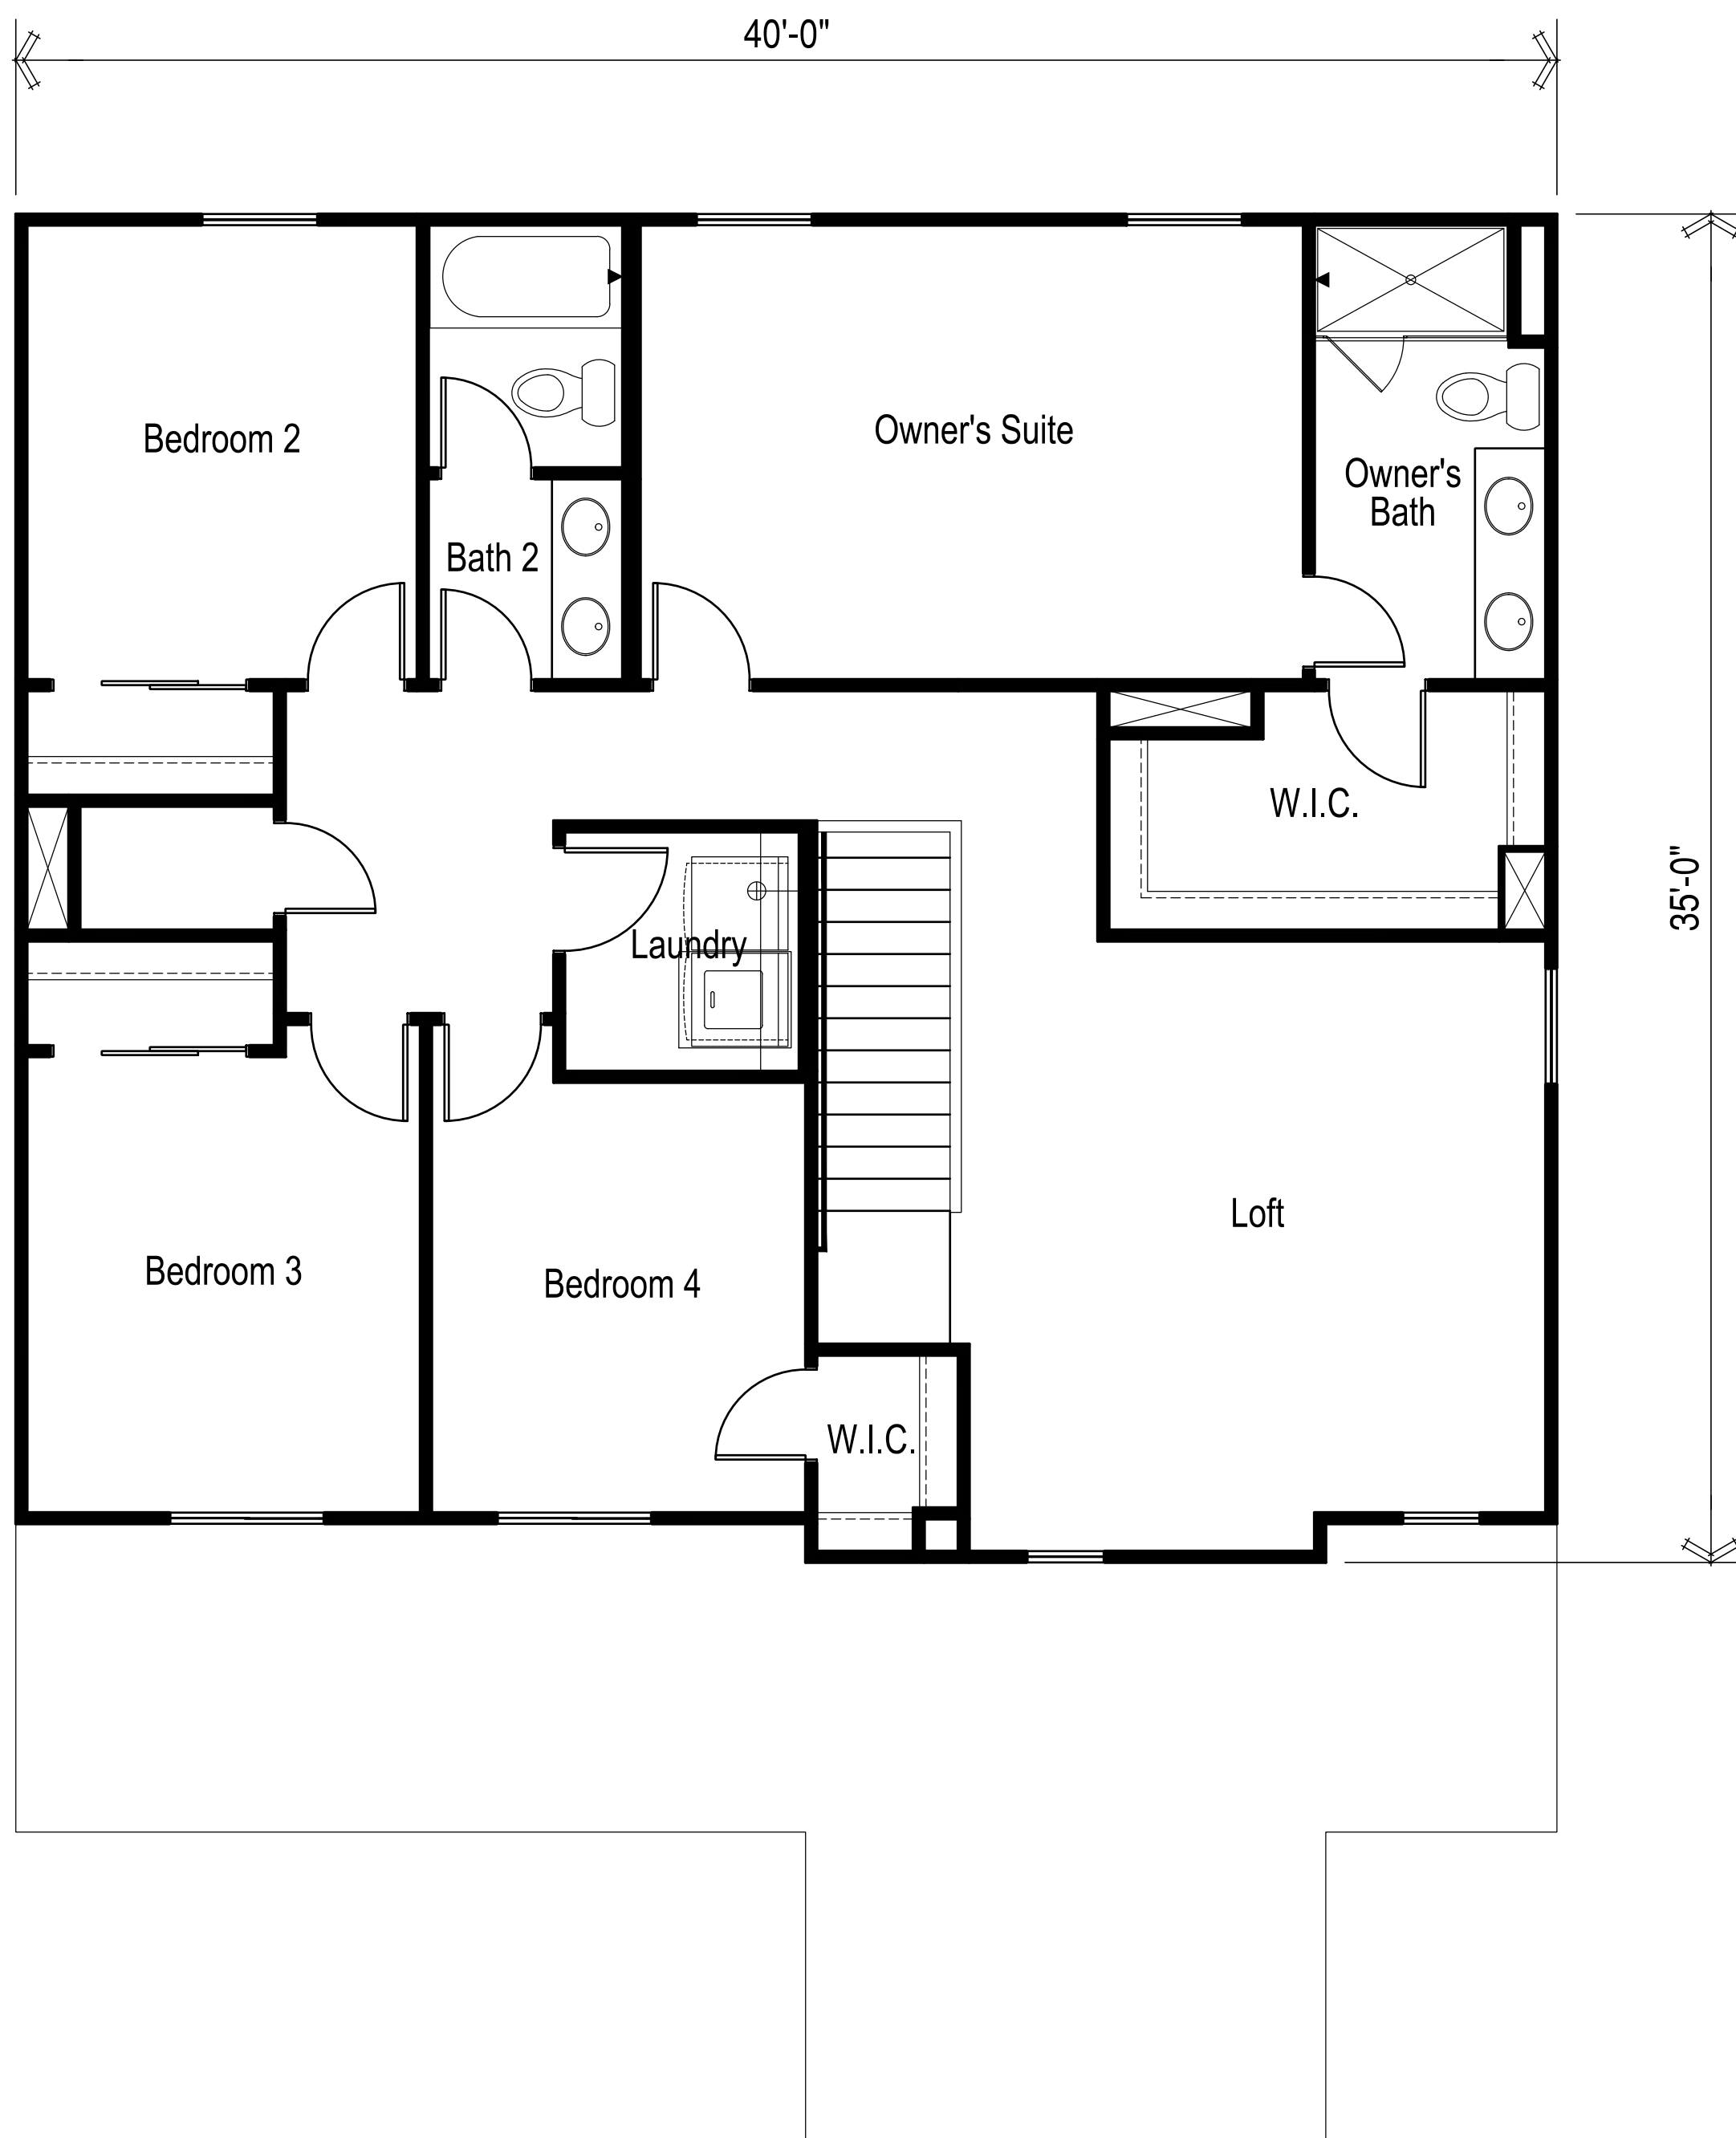 40'-0"
Bedroom 2
Owner's Suite
Owner's
Bath
Bath 2
W.I.C.
35'-0"
Laundry
Loft
Bedroom 3
Bedroom 4
W.I.C.